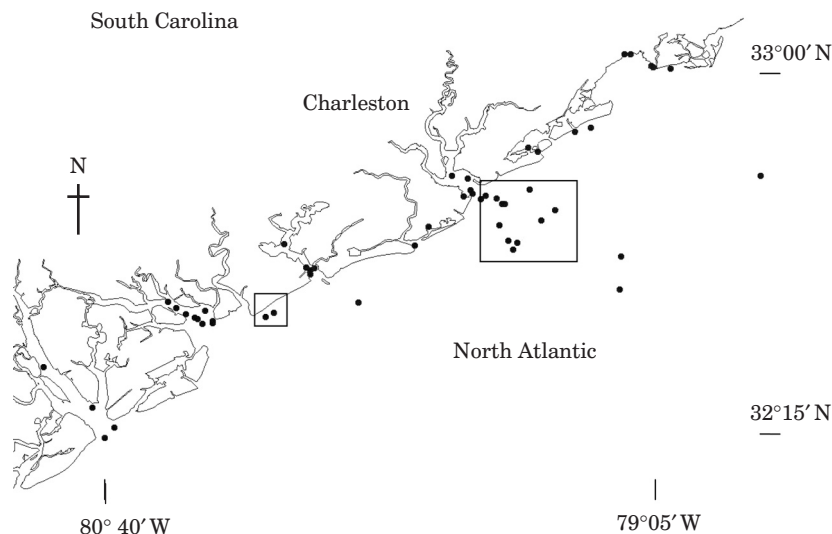 South Carolina
33°00′ N
Charleston
N
North Atlantic
32°15′ N
80° 40′ W
79°05′ W